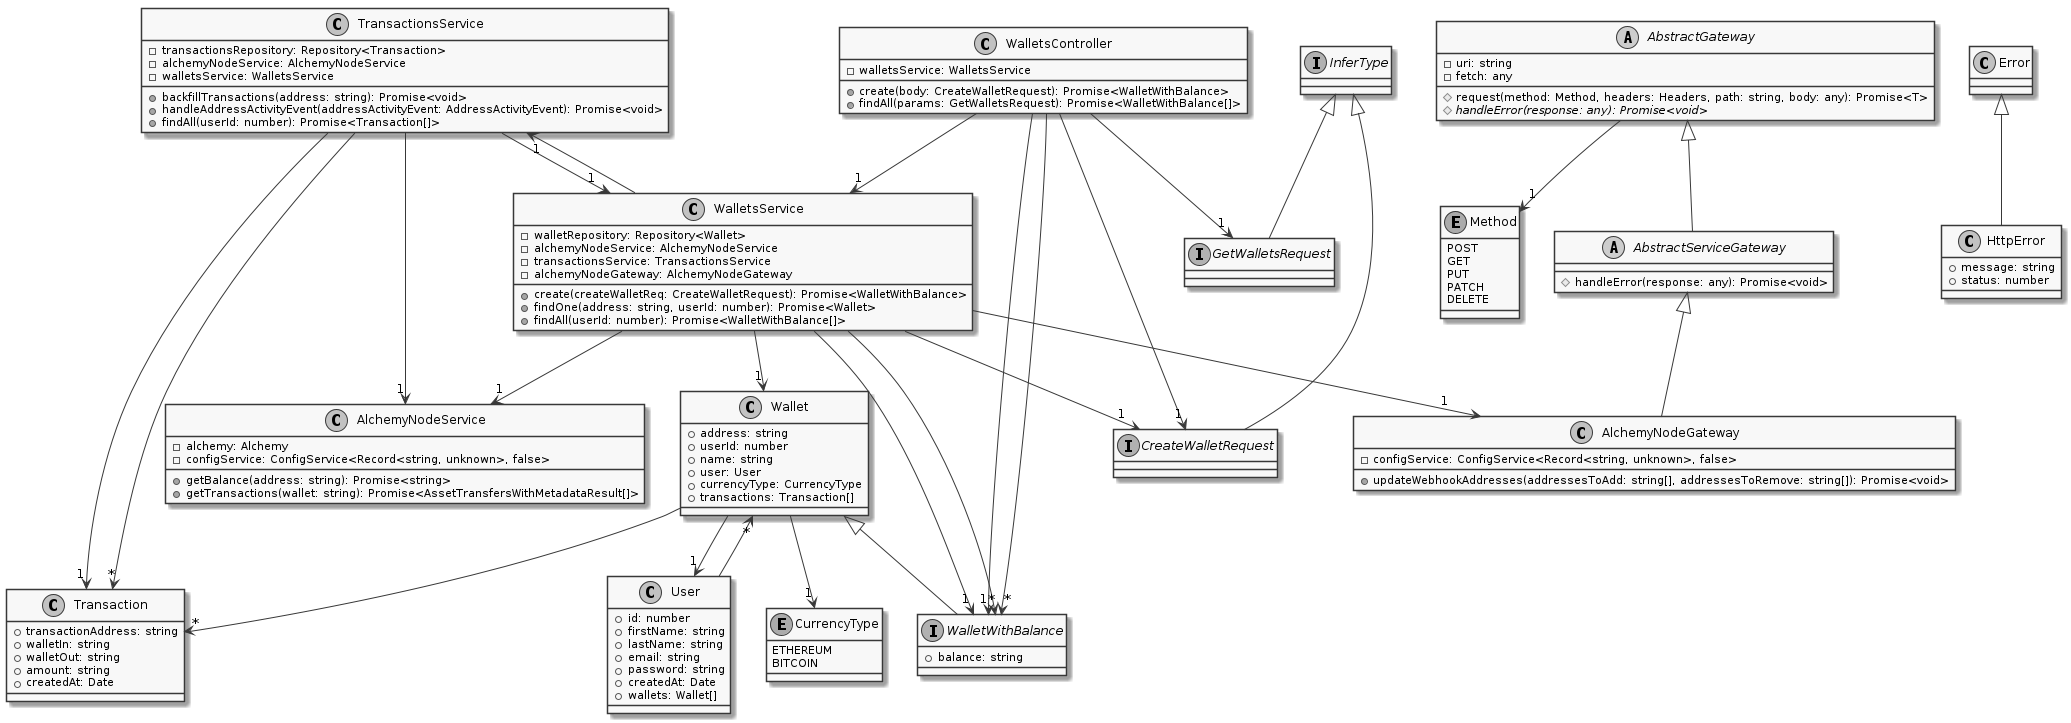 C TransactionsService
transactionsRepository: Repository<Transaction>
alchemyNodeService: AlchemyNodeService
walletsService: WalletsService
backfillTransactions(address: string): Promise<void>
handleAddressActivityEvent(addressActivityEvent: AddressActivityEvent): Promise<void>
findAll(userId: number): Promise<Transaction[]>
C WalletsController
walletsService: WalletsService
create(body: CreateWalletRequest): Promise<WalletWithBalance>
findAll(params: GetWalletsRequest): Promise<WalletWithBalance[]>
I InferType
A AbstractGateway
uri: string
fetch: any
request(method: Method, headers: Headers, path: string, body: any): Promise<T>
handleError(response: any): Promise<void>
C Error
1
1
1
1
1
C WalletsService
walletRepository: Repository<Wallet>
alchemyNodeService: AlchemyNodeService
transactionsService: TransactionsService
alchemyNodeGateway: AlchemyNodeGateway
create(createWalletReq: CreateWalletRequest): Promise<WalletWithBalance>
findOne(address: string, userId: number): Promise<Wallet>
findAll(userId: number): Promise<WalletWithBalance[]>
I GetWalletsRequest
E Method
POST
GET
PUT
PATCH
DELETE
A AbstractServiceGateway
handleError(response: any): Promise<void>
C HttpError
message: string
status: number
1
1
1
1
1
1
C AlchemyNodeService
alchemy: Alchemy
configService: ConfigService<Record<string, unknown>, false>
getBalance(address: string): Promise<string>
getTransactions(wallet: string): Promise<AssetTransfersWithMetadataResult[]>
C Wallet
address: string
userId: number
name: string
user: User
currencyType: CurrencyType
transactions: Transaction[]
I CreateWalletRequest
C AlchemyNodeGateway
configService: ConfigService<Record<string, unknown>, false>
updateWebhookAddresses(addressesToAdd: string[], addressesToRemove: string[]): Promise<void>
*
1
1
*
1
1
1
*
*
*
C Transaction
transactionAddress: string
walletIn: string
walletOut: string
amount: string
createdAt: Date
C User
id: number
firstName: string
lastName: string
email: string
password: string
createdAt: Date
wallets: Wallet[]
E CurrencyType
ETHEREUM
BITCOIN
I WalletWithBalance
balance: string